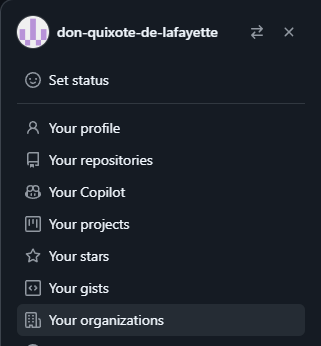 don-quixote-de-lafayette
Set status
Your profile
Your repositories
Your Copilot
Your projects
Your stars
Your gists
Your organizations